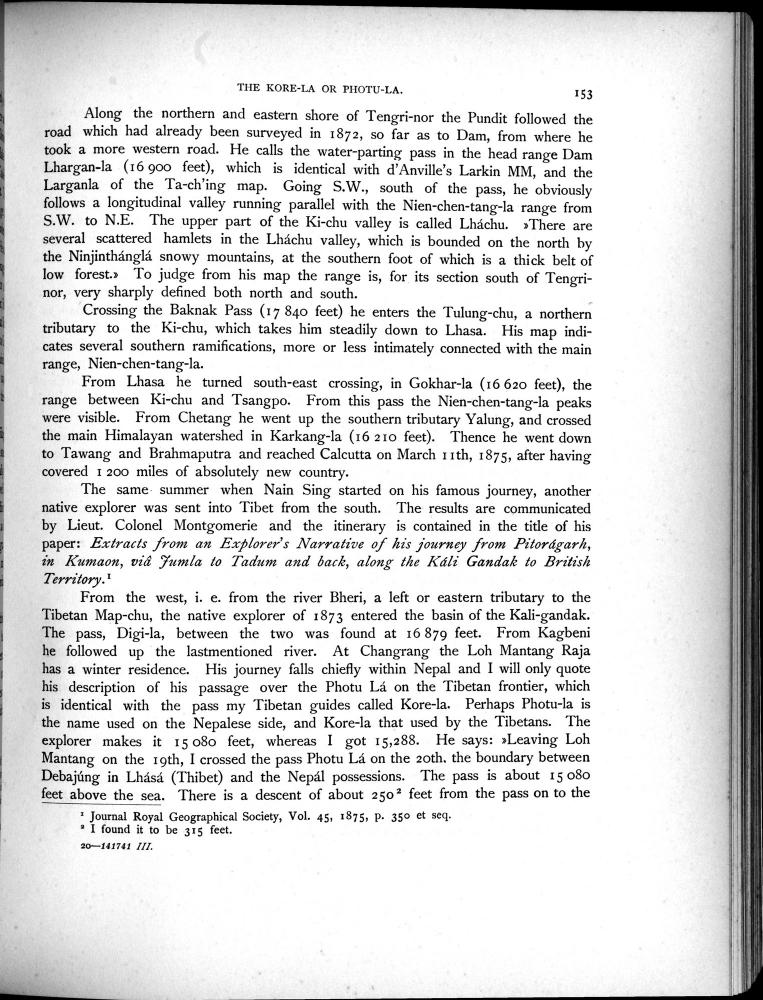 THE KORE-LA OR PHOTU-LA.
153
Along the northern and eastern shore of Tengri-nor the Pundit followed the
road which had already been surveyed in 1872, so far as to Dam, from where he
took a more western road. He calls the water-parting pass in the head range Dam
Lhargan-la (16 900 feet), which is identical with d'Anville's Larkin MM, and the
Larganla of the Ta-ch'ing map. Going S.W., south of the pass, he obviously
follows a longitudinal valley running parallel with the Nien-chen-tang-la range from
S.W. to N.E. The upper part of the Ki-chu valley is called Lháchu. »There are
several scattered hamlets in the Lháchu valley, which is bounded on the north by
the Ninjinthánglá snowy mountains, at the southern foot of which is a thick belt of
low forest.» To judge from his map the range is, for its section south of Tengri-
nor, very sharply defined both north and south.
Crossing the Baknak Pass (17 840 feet) he enters the Tulung-chu, a northern
tributary to the Ki-chu, which takes him steadily down to Lhasa. His map indi-
cates several southern ramifications, more or less intimately connected with the main
range, Nien-chen-tang-la.
From Lhasa he turned south-east crossing, in Gokhar-la (16 620 feet), the
range between Ki-chu and Tsangpo. From this pass the Nien-chen-tang-la peaks
were visible. From Chetang he went up the southern tributary Yalung, and crossed
the main Himalayan watershed in Karkang-la (16 210 feet). Thence he went down
to Tawang and Brahmaputra and reached Calcutta on March 11th, 1875, after having
covered 1 200 miles of absolutely new country.
The same summer when Nain Sing started on his famous journey, another
native explorer was sent into Tibet from the south. The results are communicated
by Lieut. Colonel Montgomerie and the itinerary is contained in the title of his
paper: Extracts from an Explorer's Narrative of his journey from Pitorágarh,
in Kumaon, viâ Jumla to Tadum and back, along the Káli Gandak to British
Territory.¹
From the west, i. e. from the river Bheri, a left or eastern tributary to the
Tibetan Map-chu, the native explorer of 1873 entered the basin of the Kali-gandak.
The pass, Digi-la, between the two was found at 16 879 feet. From Kagbeni
he followed up the lastmentioned river. At Changrang the Loh Mantang Raja
has a winter residence. His journey falls chiefly within Nepal and I will only quote
his description of his passage over the Photu Lá on the Tibetan frontier, which
is identical with the pass my Tibetan guides called Kore-la. Perhaps Photu-la is
the name used on the Nepalese side, and Kore-la that used by the Tibetans. The
explorer makes it 15 080 feet, whereas I got 15,288. He says: »Leaving Loh
Mantang on the 19th, I crossed the pass Photu Lá on the 20th, the boundary between
Debajúng in Lhásá (Thibet) and the Nepál possessions. The pass is about 15 080
feet above the sea. There is a descent of about 250² feet from the pass on to the
¹ Journal Royal Geographical Society, Vol. 45, 1875, p. 350 et seq.
² I found it to be 315 feet.
20—141741 III.